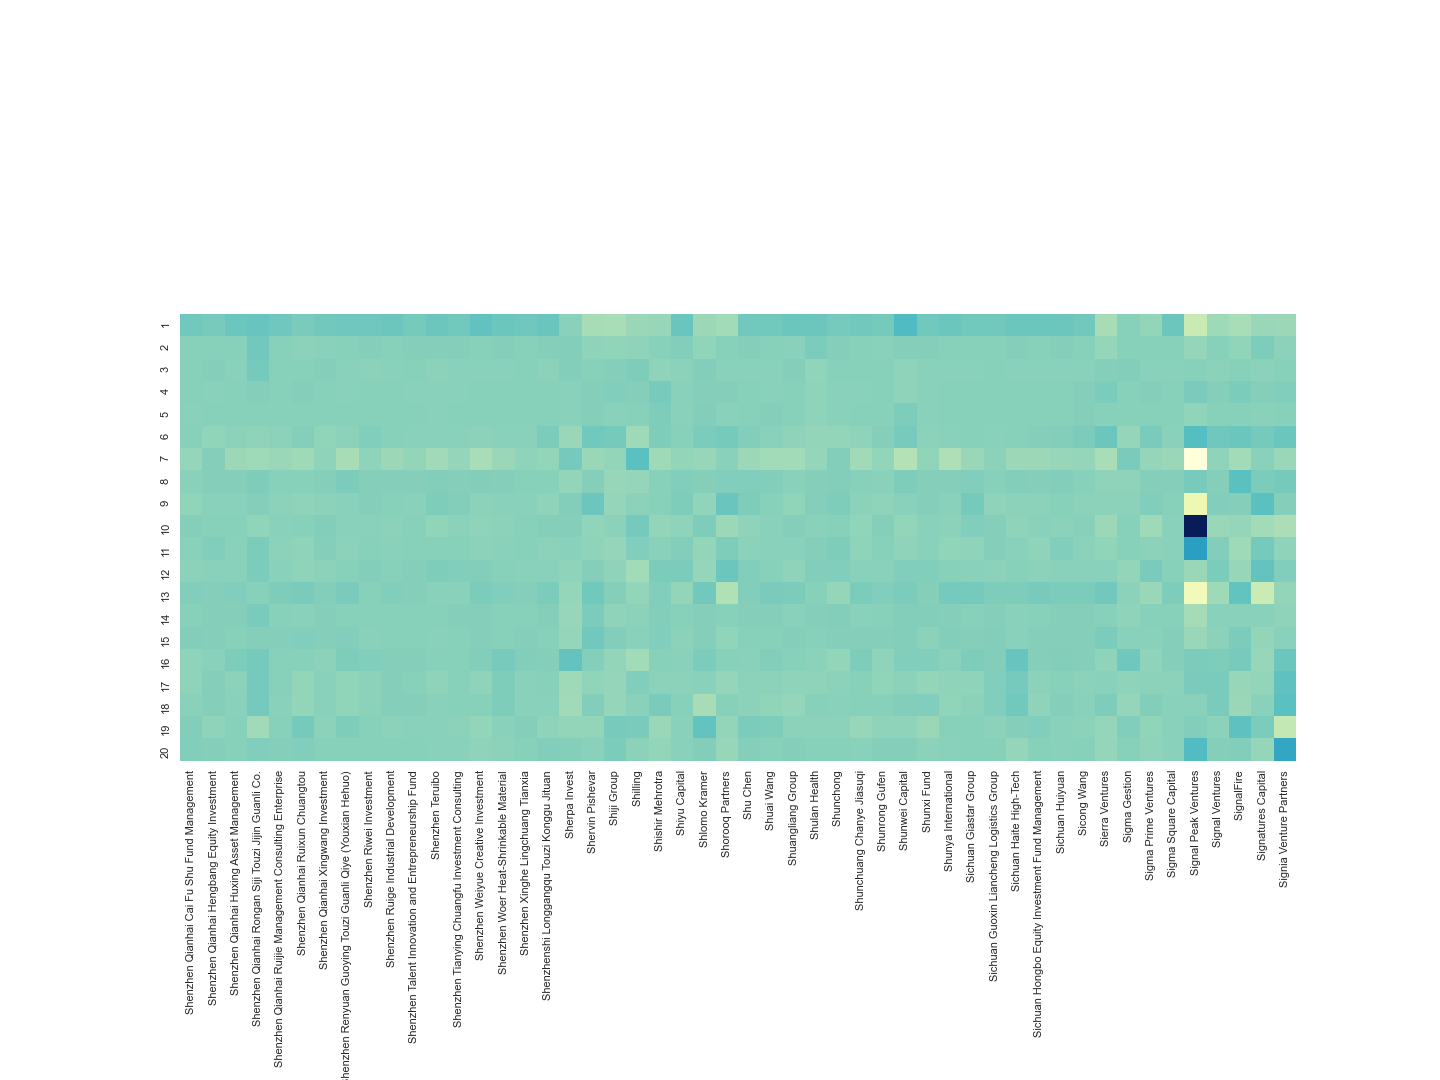 1
2
3
4
5
6
7
8
9
10
11
12
13
14
15
16
17
18
19
20
Shenzhen Qianhai Cai Fu Shu Fund Management
Shenzhen Qianhai Hengbang Equity Investment
Shenzhen Qianhai Huxing Asset Management
Shenzhen Qianhai Rongan Siji Touzi Jijin Guanli Co.
Shenzhen Qianhai Ruijie Management Consulting Enterprise
Shenzhen Qianhai Ruixun Chuangtou
Shenzhen Qianhai Xingwang Investment
henzhen Renyuan Guoying Touzi Guanli Qiye (Youxian Hehuo)
Shenzhen Riwei Investment
Shenzhen Ruige Industrial Development
Shenzhen Talent Innovation and Entrepreneurship Fund
Shenzhen Teruibo
Shenzhen Tianying Chuangfu Investment Consulting
Shenzhen Weiyue Creative Investment
Shenzhen Woer Heat-Shrinkable Material
Shenzhen Xinghe Lingchuang Tianxia
Shenzhenshi Longgangqu Touzi Konggu Jituan
Sherpa Invest
Shervin Pishevar
Shiji Group
Shilling
Shishir Mehrotra
Shiyu Capital
Shlomo Kramer
Shorooq Partners
Shu Chen
Shuai Wang
Shuangliang Group
Shulan Health
Shunchong
Shunchuang Chanye Jiasuqi
Shunrong Gufen
Shunwei Capital
Shunxi Fund
Shunya International
Sichuan Giastar Group
Sichuan Guoxin Liancheng Logistics Group
Sichuan Haite High-Tech
Sichuan Hongbo Equity Investment Fund Management
Sichuan Huiyuan
Sicong Wang
Sierra Ventures
Sigma Gestion
Sigma Prime Ventures
Sigma Square Capital
Signal Peak Ventures
Signal Ventures
SignalFire
Signatures Capital
Signia Venture Partners